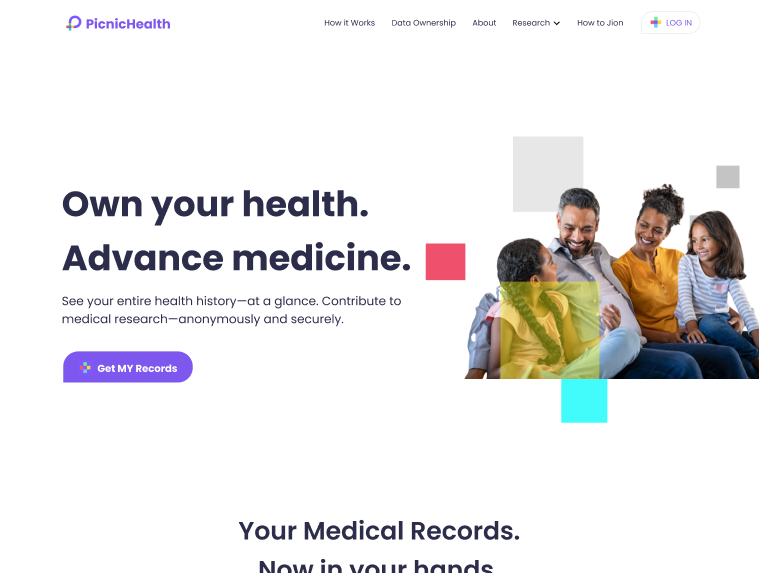 PicnicHealth
How it Works
Data Ownership
About
Research
How to Jion
LOG IN
Own your health.
Advance medicine.
See your entire health history—at a glance. Contribute to
medical research—anonymously and securely.
Get MY Records
Your Medical Records.
Now in your hands